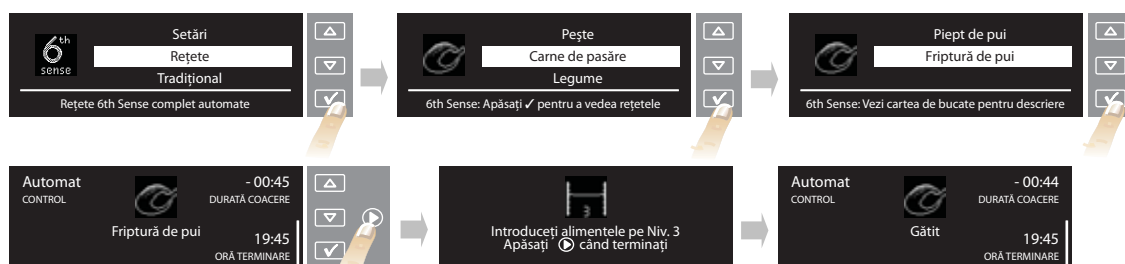 6th
sense
Setări
Rețete
Tradițional
Rețete 6th Sense complet automate
Pește
Carne de pasăre
Legume
6th Sense: Apăsați ✓ pentru a vedea rețetele
Piept de pui
Friptură de pui
6th Sense: Vezi cartea de bucate pentru descriere
Automat
CONTROL
- 00:45
DURATĂ COACERE
Friptură de pui
19:45
ORĂ TERMINARE
3
Introduceți alimentele pe Niv. 3
Apăsați când terminați
Automat
CONTROL
- 00:44
DURATĂ COACERE
Gătit
19:45
ORĂ TERMINARE